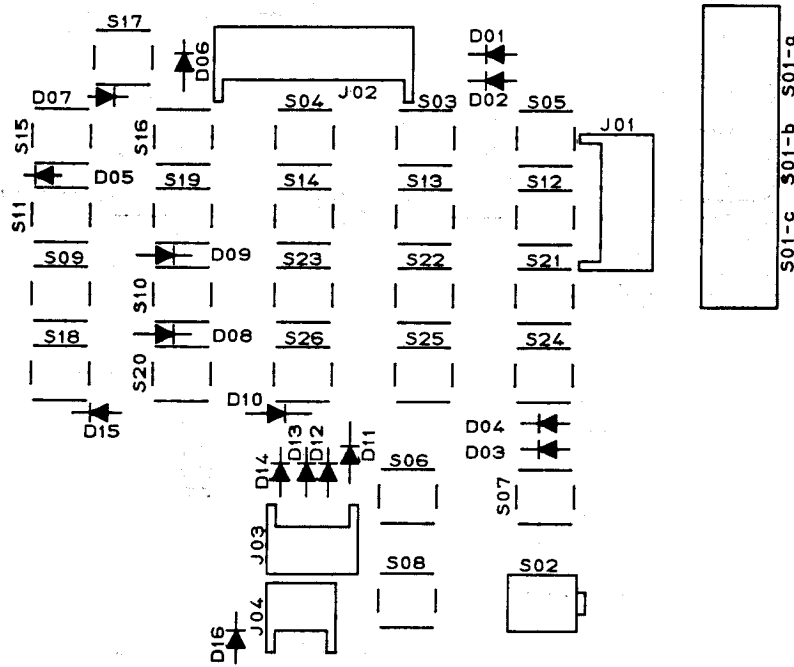 S17
D06
D01
S01-a
D07
J02
D02
S15
S16
S04
S03
S05
J01
S01-b
D05
S19
S14
S13
S12
S11
S01-c
S09
D09
S23
S22
S21
S10
S18
D08
S26
S25
S24
S20
D15
D10
D04
D14
D13
D12
D11
S06
D03
S07
J03
S08
S02
J04
D16